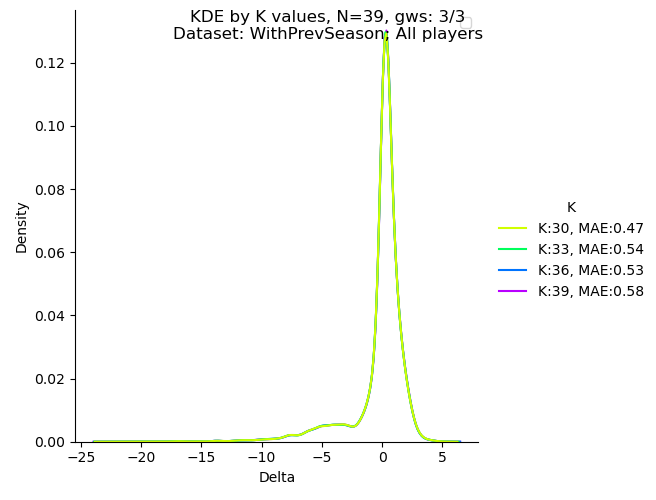 KDE by K values, N=39, gws: 3/3
Dataset: WithPrevSeason, All players
0.12
0.10
0.08
0.06
0.04
0.02
0.00
Density
−25
−20
−15
−10
−5
0
5
Delta
K
K:30, MAE:0.47
K:33, MAE:0.54
K:36, MAE:0.53
K:39, MAE:0.58